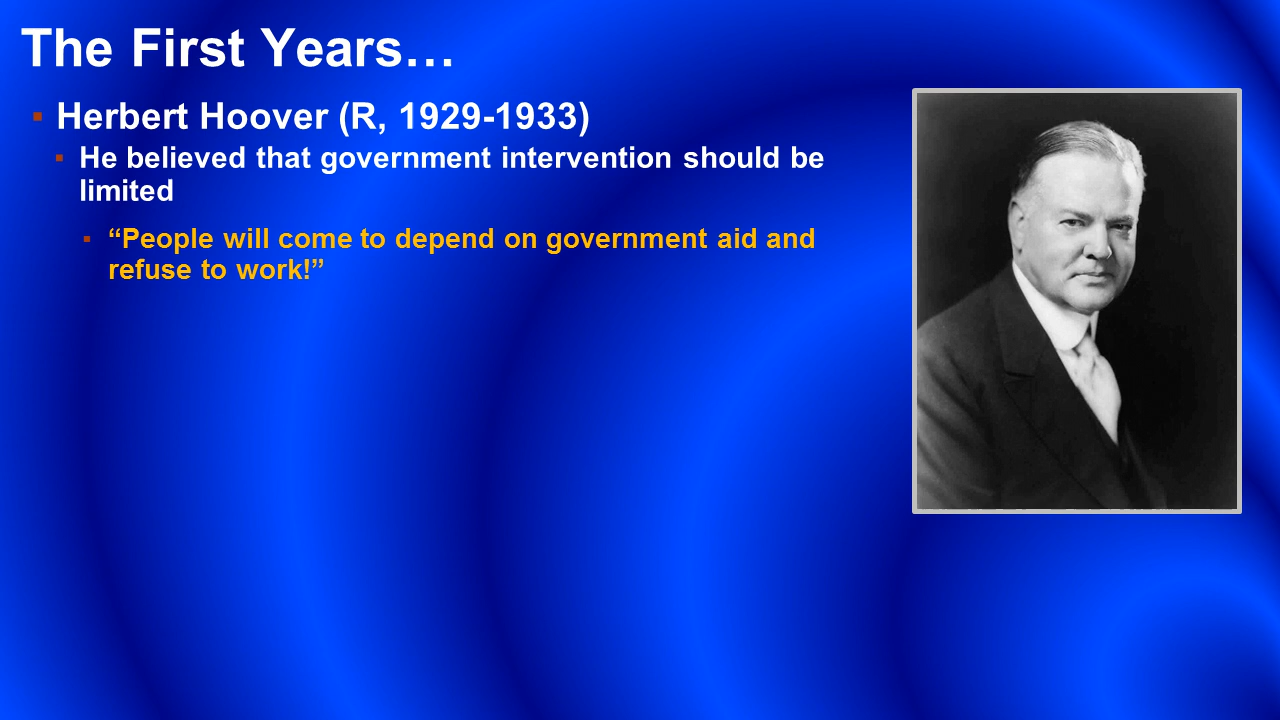 The First Years…
▪ Herbert Hoover (R, 1929-1933)
▪ He believed that government intervention should be
limited
▪ “People will come to depend on government aid and
refuse to work!”